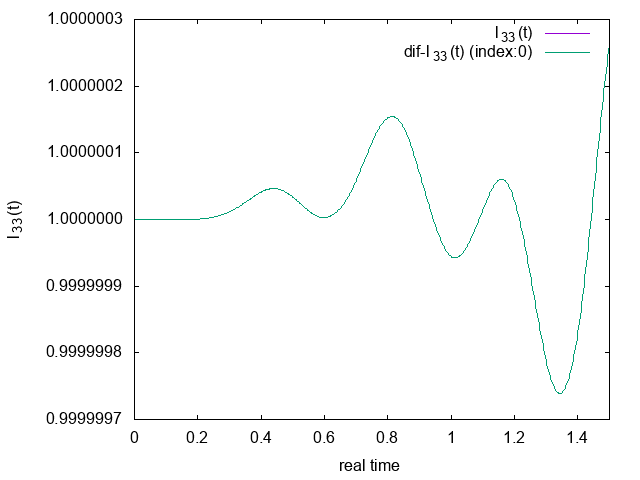 1.0000003
1.0000002
1.0000001
1.0000000
0.9999999
0.9999998
0.9999997
I33(t)
I33(t)
dif-I33(t) (index:0)
0 0.2 0.4 0.6 0.8 1 1.2 1.4
real time